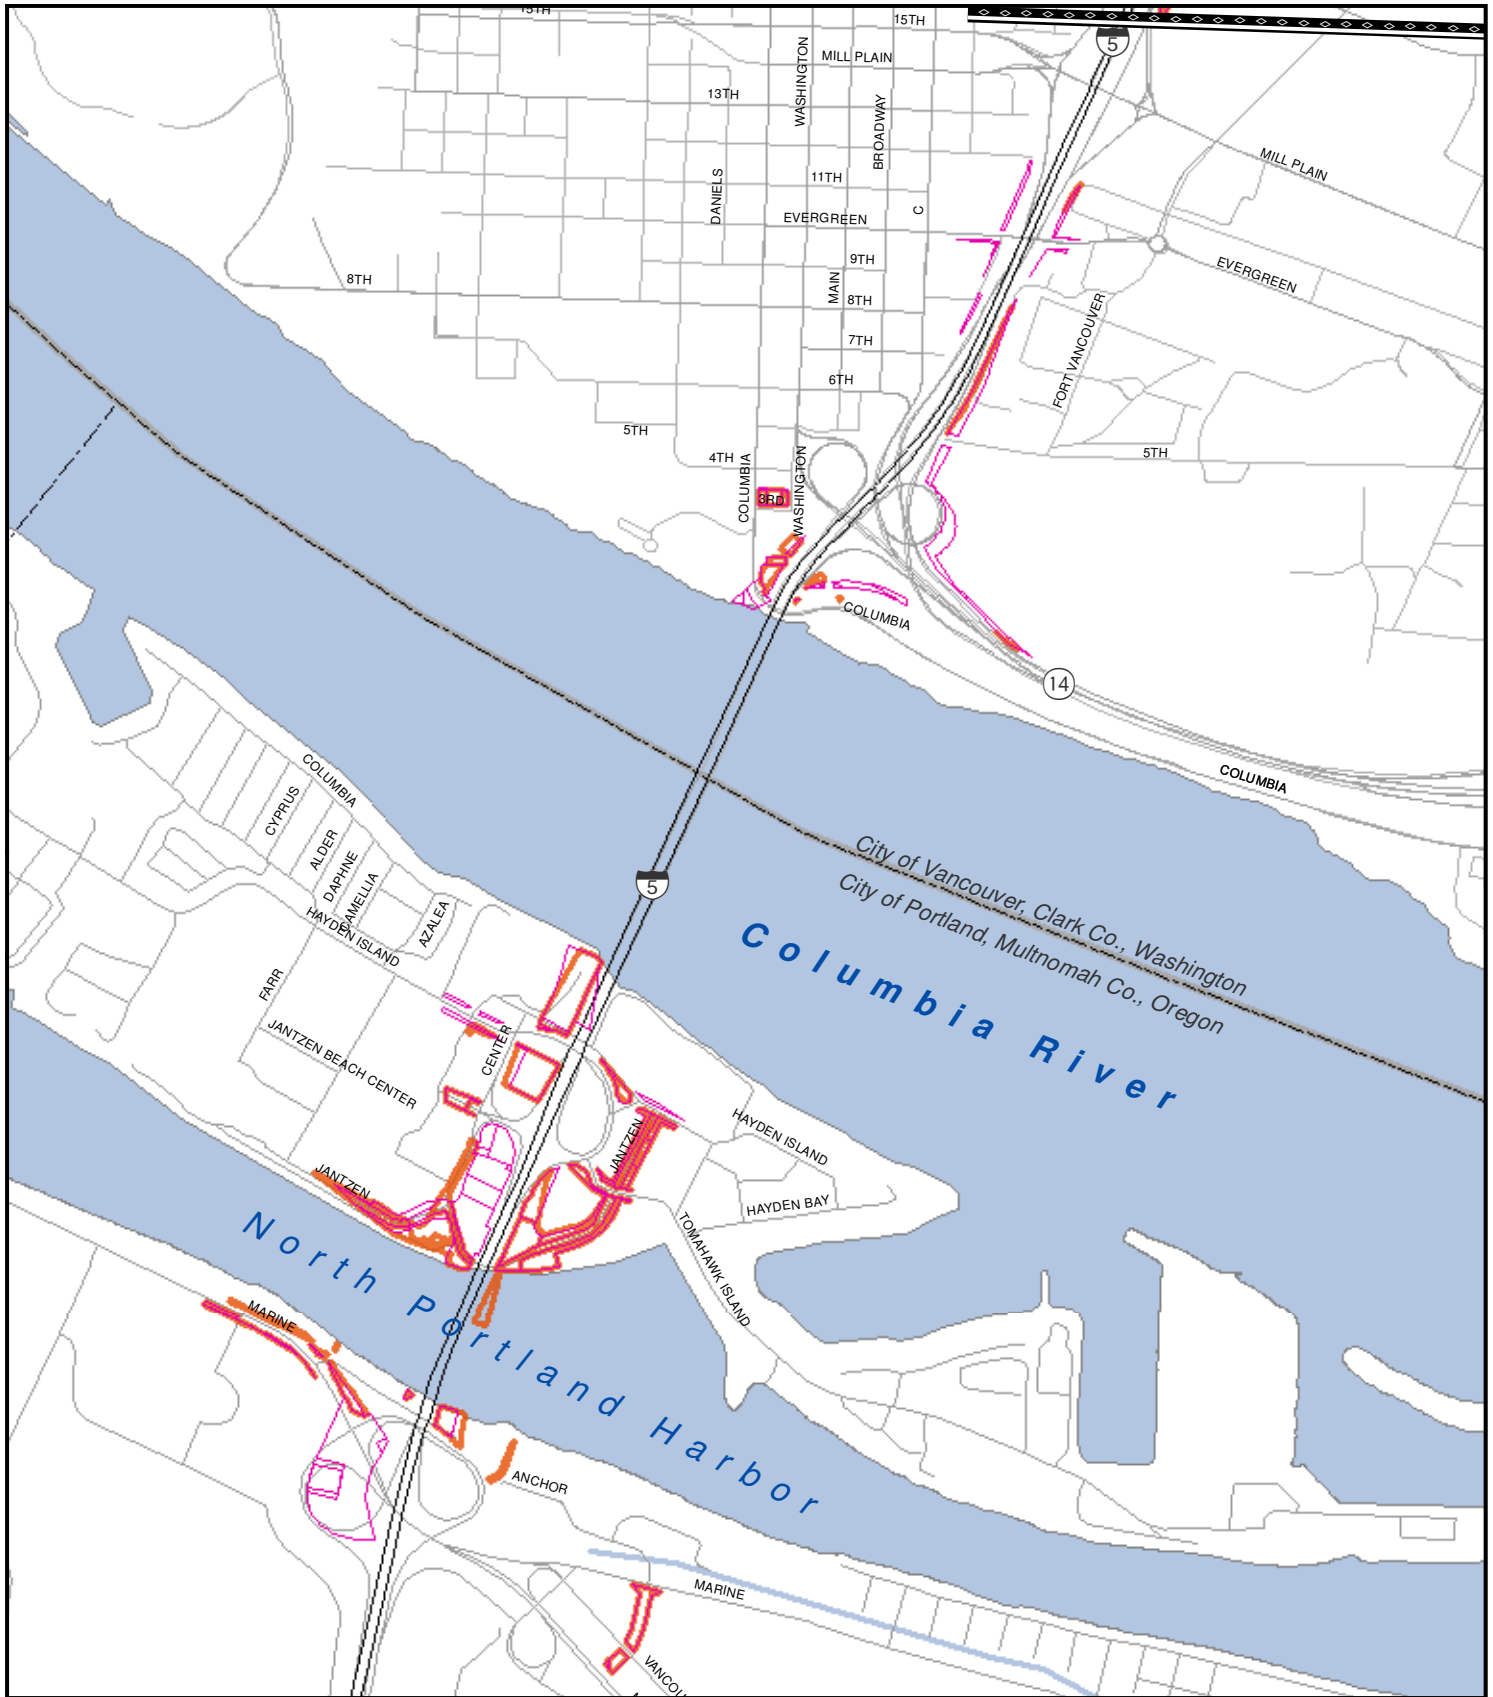 15TH
15TH
5
MILL PLAIN
WASHINGTON
13TH
BROADWAY
MILL PLAIN
11TH
DANIELS
C
EVERGREEN
9TH
EVERGREEN
8TH
MAIN
8TH
FORT VANCOUVER
7TH
6TH
5TH
4TH
5TH
COLUMBIA
WASHINGTON
3RD
COLUMBIA
14
COLUMBIA
COLUMBIA
CYPRUS
ALDER
DAPHNE
CAMELLIA
AZALEA
HAYDEN ISLAND
5
City of Vancouver, Clark Co., Washington
City of Portland, Multnomah Co., Oregon
Columbia River
FARR
CENTER
JANTZEN BEACH CENTER
JANTZEN
HAYDEN ISLAND
JANTZEN
HAYDEN BAY
TOMAHAWK ISLAND
North Portland Harbor
MARINE
ANCHOR
MARINE